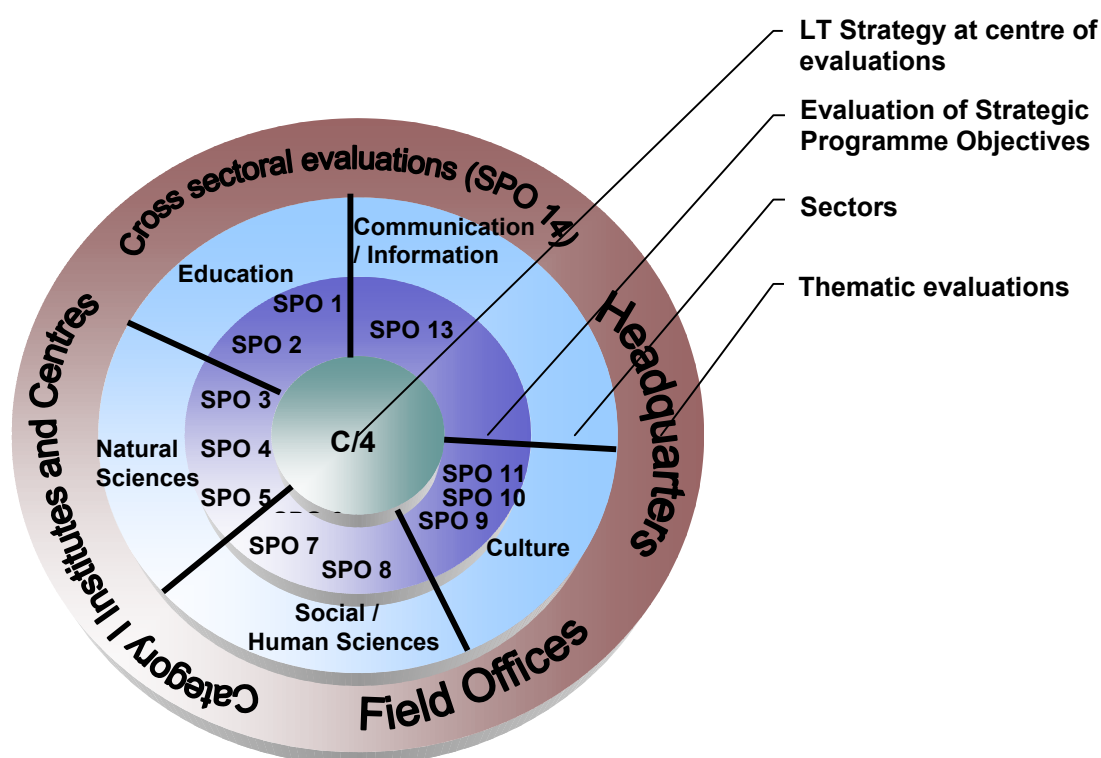 LT Strategy at centre of
evaluations
Evaluation of Strategic
Programme Objectives
Sectors
Thematic evaluations
Cross sectoral evaluations (SPO 14)
Headquarters
Field Offices
Category I Institutes and Centres
Communication
/ Information
Education
SPO 1
SPO 13
SPO 2
SPO 3
C/4
SPO 4
Natural
Sciences
SPO 5
SPO 11
SPO 10
SPO 9
SPO 7
SPO 8
Culture
Social /
Human Sciences